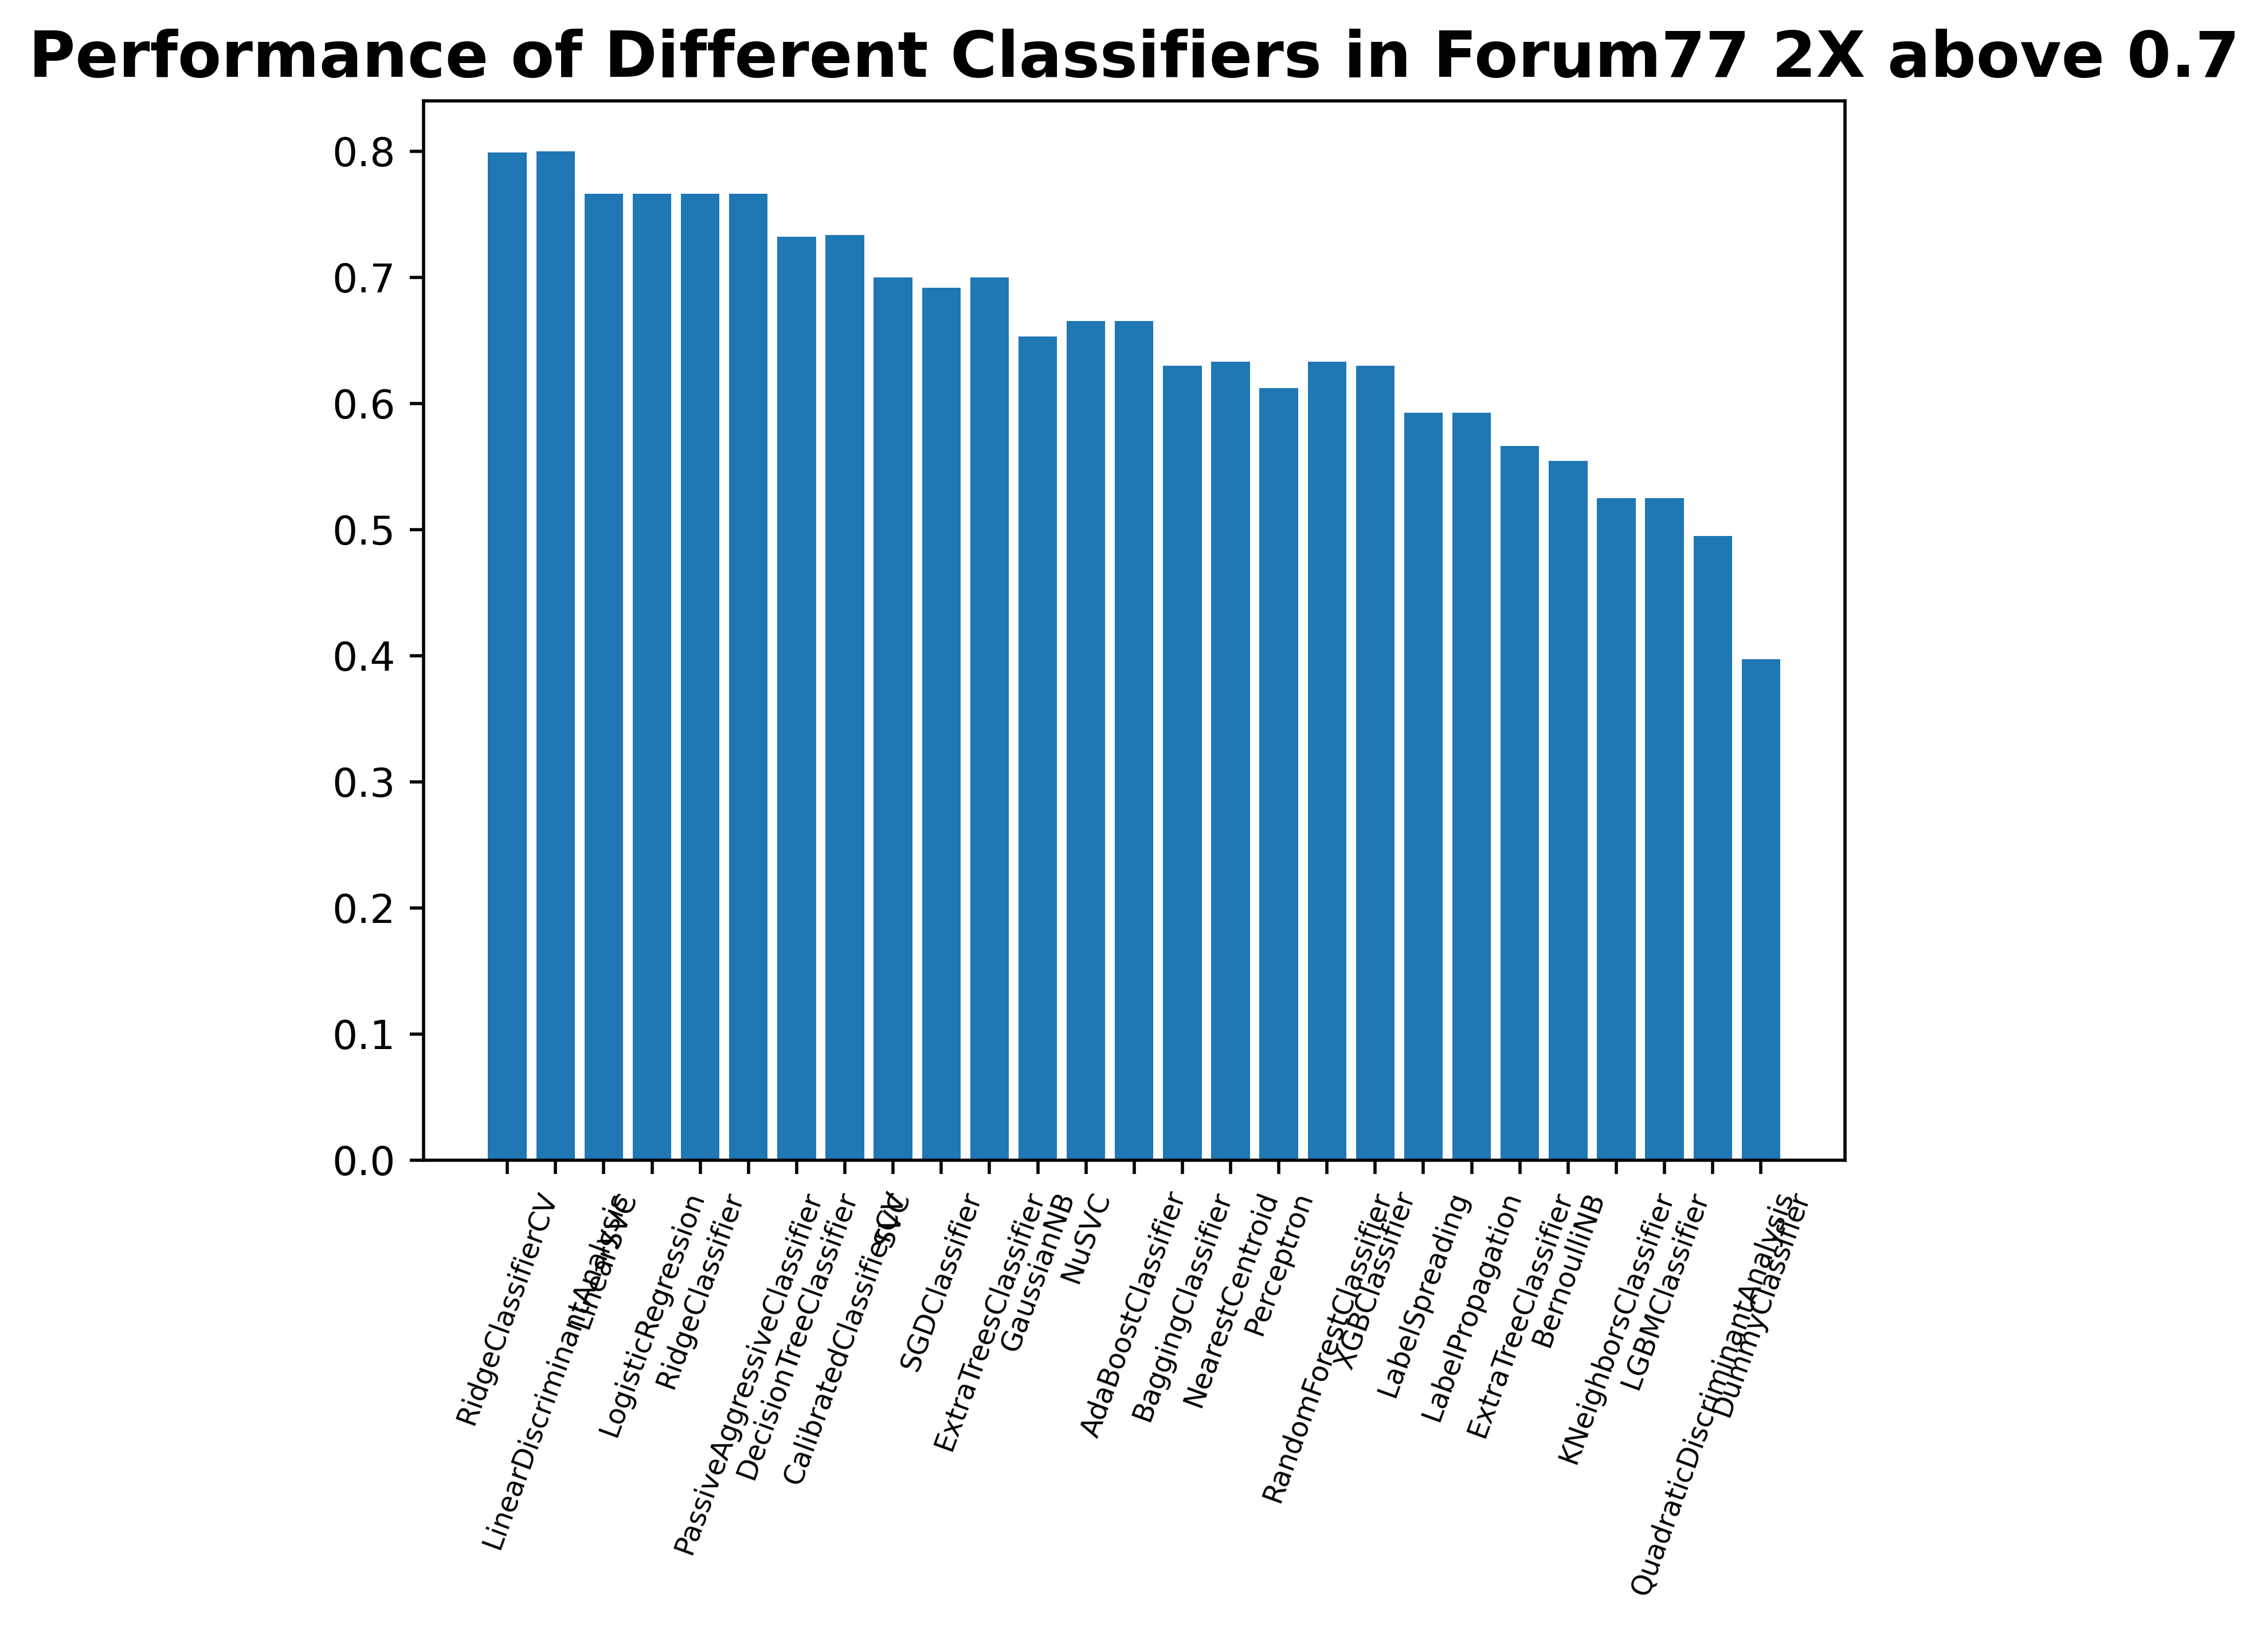 Performance of Different Classifiers in Forum77 2X above 0.7
0.8
0.7
0.6
0.5
0.4
0.3
0.2
0.1
0.0
RidgeClassifierCV
LinearDiscriminantAnalysis
LinearSVC
LogisticRegression
RidgeClassifier
PassiveAggressiveClassifier
DecisionTreeClassifier
CalibratedClassifierCV
SVC
SGDClassifier
ExtraTreesClassifier
GaussianNB
NuSVC
AdaBoostClassifier
BaggingClassifier
NearestCentroid
Perceptron
RandomForestClassifier
XGBClassifier
LabelSpreading
LabelPropagation
ExtraTreeClassifier
BernoulliNB
KNeighborsClassifier
LGBMClassifier
QuadraticDiscriminantAnalysis
DummyClassifier